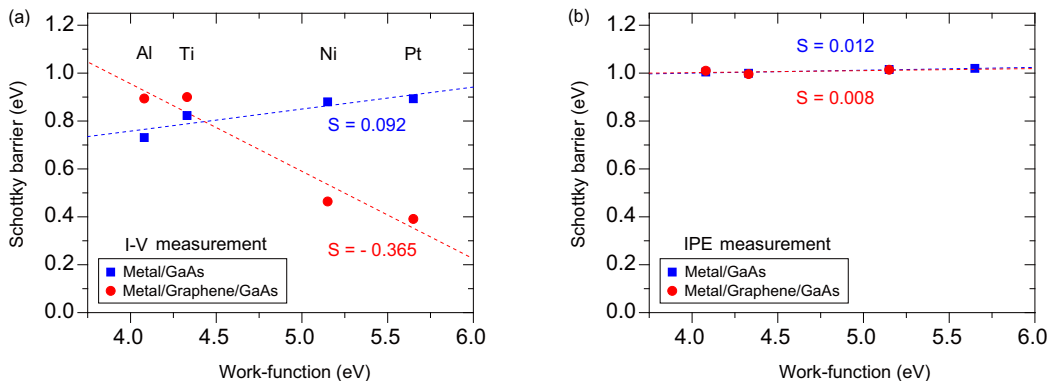 (a)
1.2
1.0
0.8
0.6
0.4
0.2
0.0
Schottky barrier (eV)
Al
Ti
Ni
Pt
S = 0.092
S = - 0.365
I-V measurement
Metal/GaAs
Metal/Graphene/GaAs
4.0 4.5 5.0 5.5 6.0
Work-function (eV)
(b)
1.2
1.0
0.8
0.6
0.4
0.2
0.0
Schottky barrier (eV)
S = 0.012
S = 0.008
IPE measurement
Metal/GaAs
Metal/Graphene/GaAs
4.0 4.5 5.0 5.5 6.0
Work-function (eV)